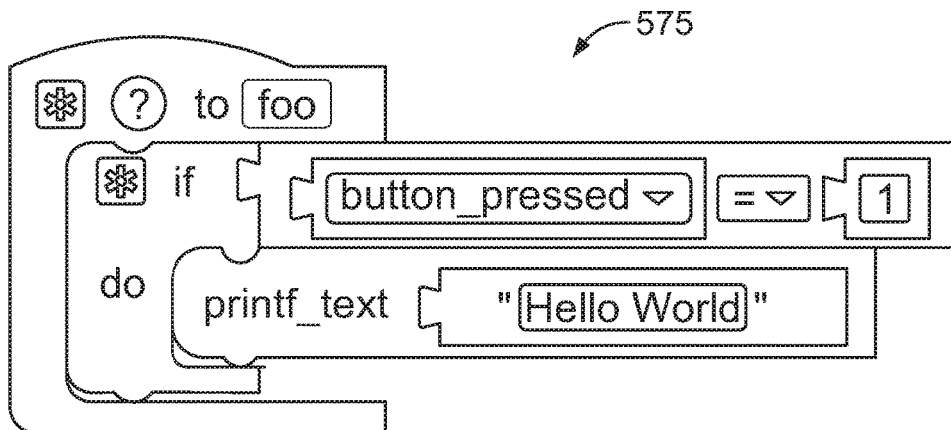 575
? to foo
if button_pressed = 1
do printf_text "Hello World"